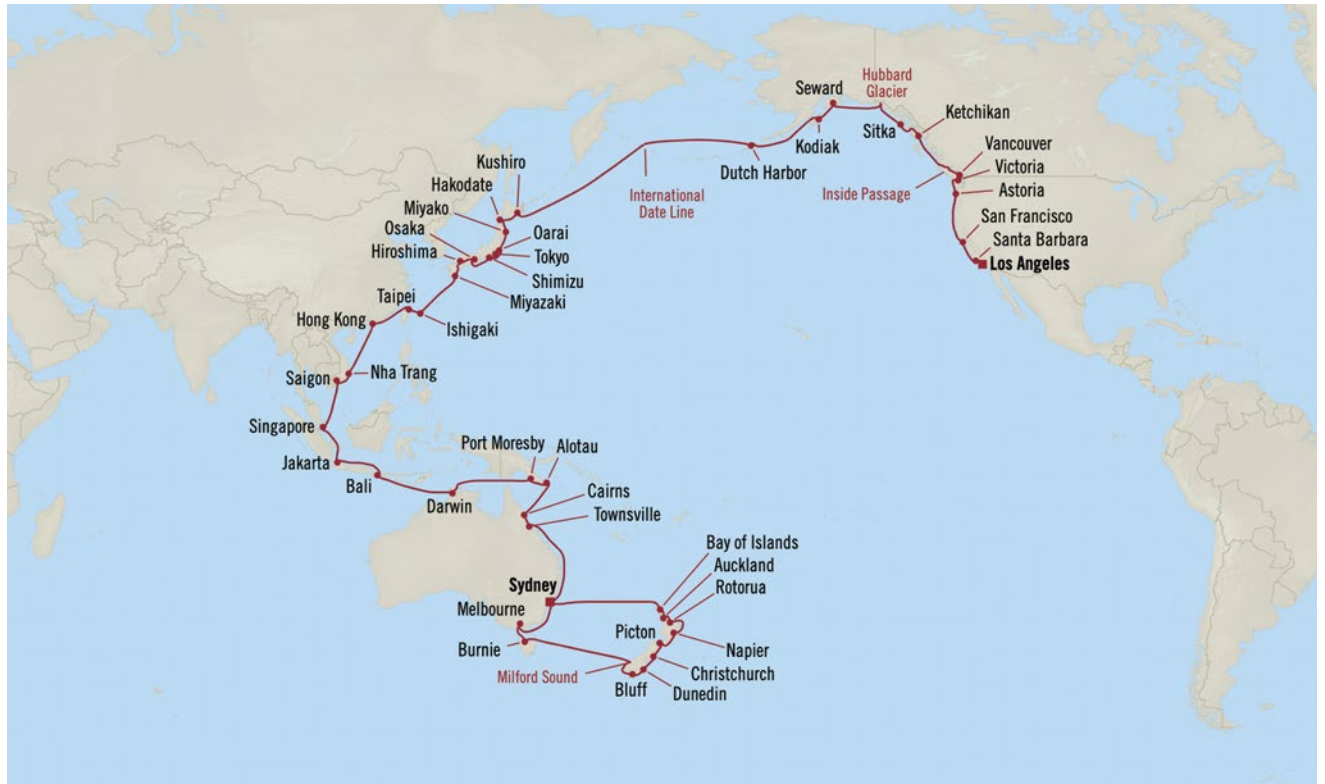 Hubbard
Glacier
Seward
Ketchikan
Sitka
Kodiak
Vancouver
Kushiro
Dutch Harbor
Victoria
Hakodate
International
Date Line
Inside Passage
Astoria
Miyako
San Francisco
Osaka
Oarai
Santa Barbara
Hiroshima
Tokyo
Los Angeles
Shimizu
Taipei
Miyazaki
Hong Kong
Ishigaki
Nha Trang
Saigon
Singapore
Port Moresby
Alotau
Jakarta
Bali
Darwin
Cairns
Townsville
Bay of Islands
Auckland
Sydney
Rotorua
Melbourne
Picton
Burnie
Napier
Milford Sound
Christchurch
Bluff
Dunedin